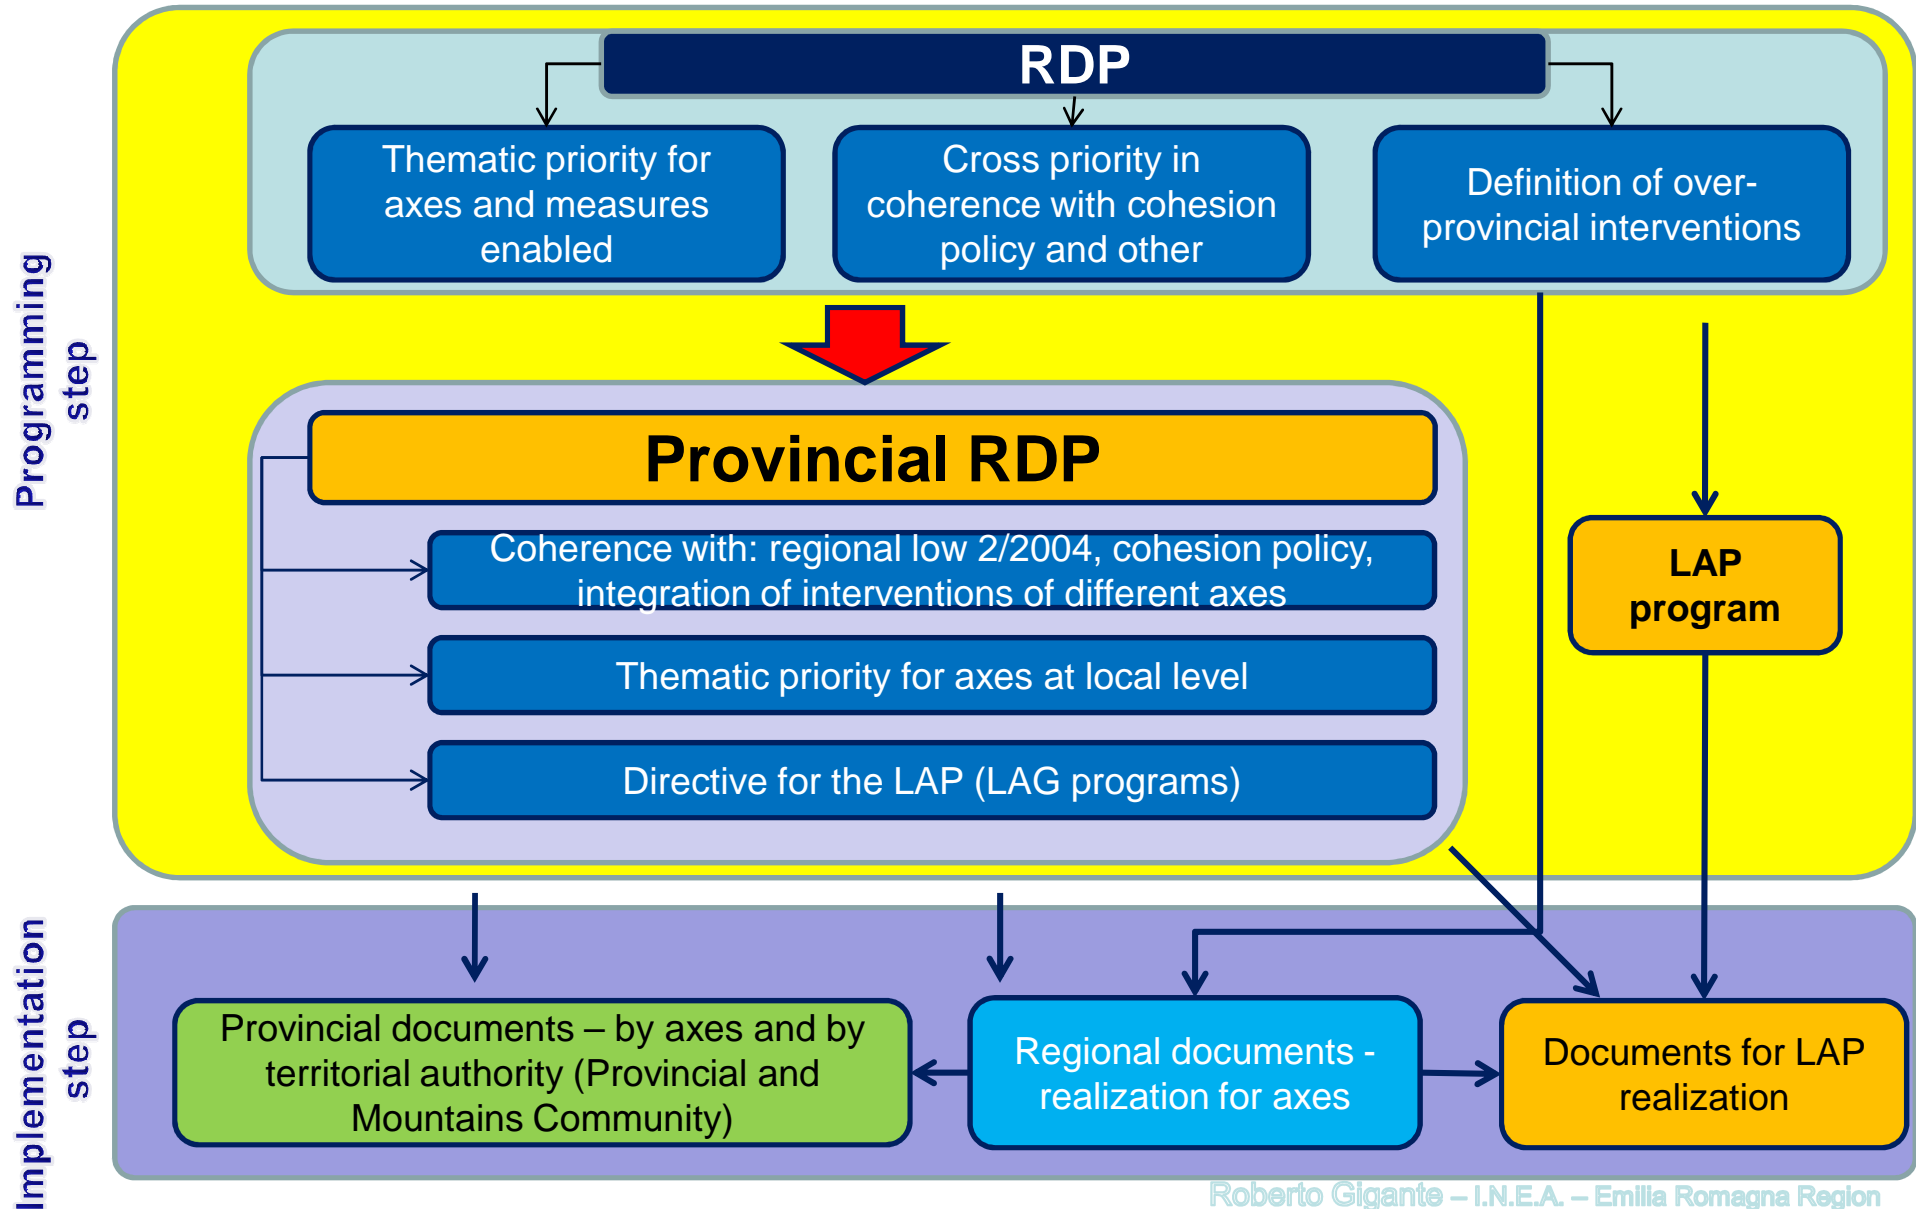 Programming
step
RDP
Thematic priority for
axes and measures
enabled
Cross priority in
coherence with cohesion
policy and other
Definition of over-
provincial interventions
Provincial RDP
Coherence with: regional low 2/2004, cohesion policy,
integration of interventions of different axes
Thematic priority for axes at local level
Directive for the LAP (LAG programs)
LAP
program
Implementation
step
Provincial documents – by axes and by
territorial authority (Provincial and
Mountains Community)
Regional documents -
realization for axes
Documents for LAP
realization
Roberto Gigante – I.N.E.A. – Emilia Romagna Region